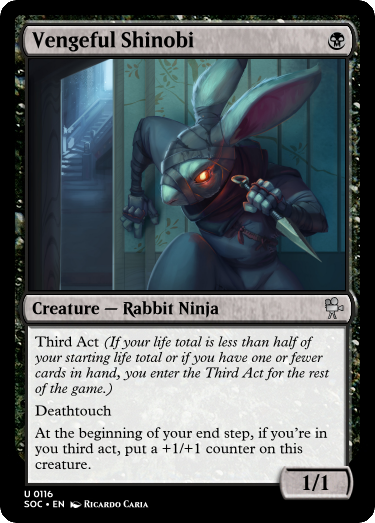 Vengeful Shinobi
Creature — Rabbit Ninja
Third Act (If your life total is less than half of
your starting life total or if you have one or fewer
cards in hand, you enter the Third Act for the rest
of the game.)
Deathtouch
At the beginning of your end step, if you're in
you third act, put a +1/+1 counter on this
creature.
1/1
U 0116
SOC • EN Ricardo Caria